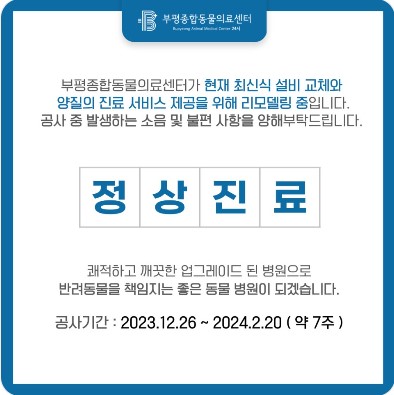 부평종합동물의료센터
Bupyeong Animal Medical Center 24시
부평종합동물의료센터가 현재 최신식 설비 교체와
양질의 진료 서비스 제공을 위해 리모델링 중입니다.
공사 중 발생하는 소음 및 불편 사항을 양해부탁드립니다.
정상진료
쾌적하고 깨끗한 업그레이드 된 병원으로
반려동물을 책임지는 좋은 동물 병원이 되겠습니다.
공사기간 : 2023.12.26 ~ 2024.2.20 ( 약 7주 )